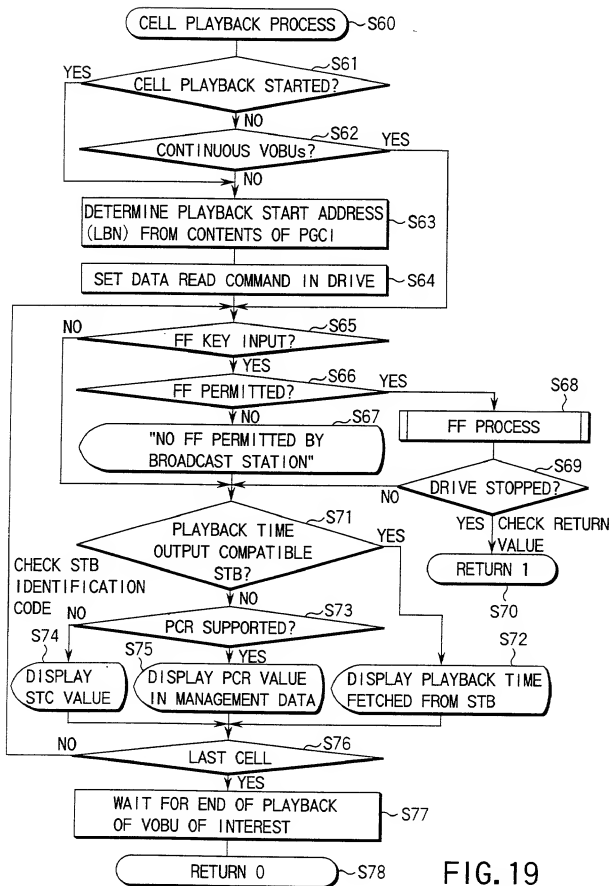 CELL PLAYBACK PROCESS
S60
S61
YES
CELL PLAYBACK STARTED?
NO
S62
CONTINUOUS VOBUs?
YES
NO
DETERMINE PLAYBACK START ADDRESS
(LBN) FROM CONTENTS OF PGCI
S63
SET DATA READ COMMAND IN DRIVE
S64
S65
NO
FF KEY INPUT?
YES
S66
FF PERMITTED?
YES
NO
S67
"NO FF PERMITTED BY
BROADCAST STATION"
S68
FF PROCESS
S69
DRIVE STOPPED?
NO
YES
CHECK RETURN
VALUE
RETURN 1
S70
S71
PLAYBACK TIME
OUTPUT COMPATIBLE
STB?
YES
NO
CHECK STB
IDENTIFICATION
CODE
S73
NO
PCR SUPPORTED?
YES
S74
DISPLAY
STC VALUE
S75
DISPLAY PCR VALUE
IN MANAGEMENT DATA
S72
DISPLAY PLAYBACK TIME
FETCHED FROM STB
S76
NO
LAST CELL
YES
WAIT FOR END OF PLAYBACK
OF VOBU OF INTEREST
S77
RETURN 0
S78
FIG. 19